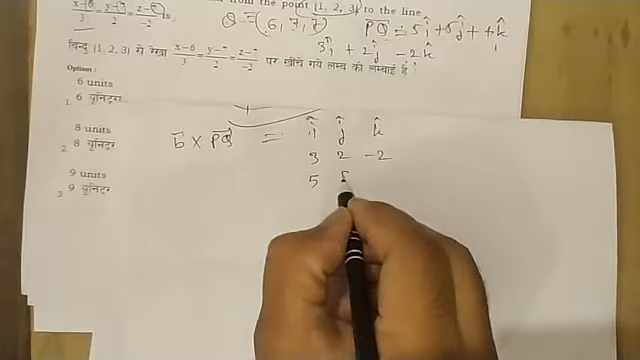 from the point (1, 2, 3) to the line
x−6/3 = y−7/2 = z−7/−2 is
Q = (6, 7, 7) PQ = 5î + 5ĵ + 4k̂
3î + 2ĵ − 2k̂
बिन्दु (1, 2, 3) से रेखा x−6/3 = y−7/2 = z−7/−2 पर खींचे गये लम्ब की लम्बाई है
Option :
6 units
1. 6 यूनिट्स
8 units
2. 8 यूनिट्स
9 units
3. 9 यूनिट्स
b × PQ = î ĵ k̂
3 2 −2
5